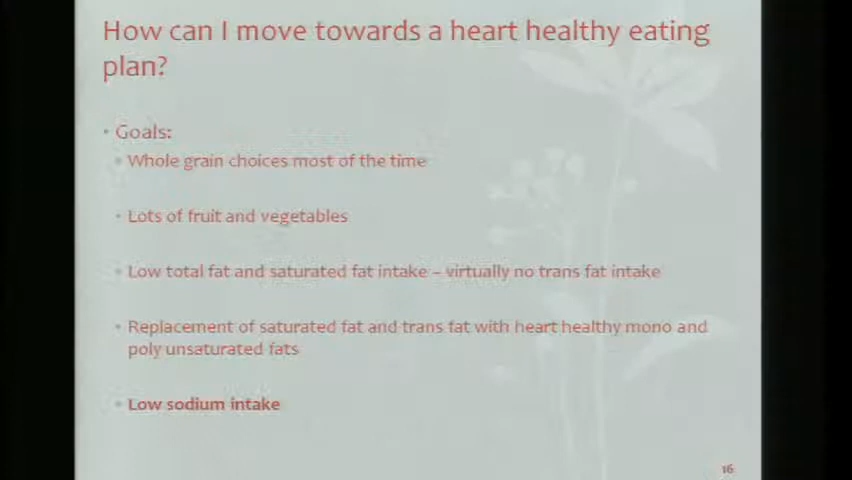 How can I move towards a heart healthy eating
plan?
• Goals:
• Whole grain choices most of the time
• Lots of fruit and vegetables
• Low total fat and saturated fat intake – virtually no trans fat intake
• Replacement of saturated fat and trans fat with heart healthy mono and
poly unsaturated fats
• Low sodium intake
16